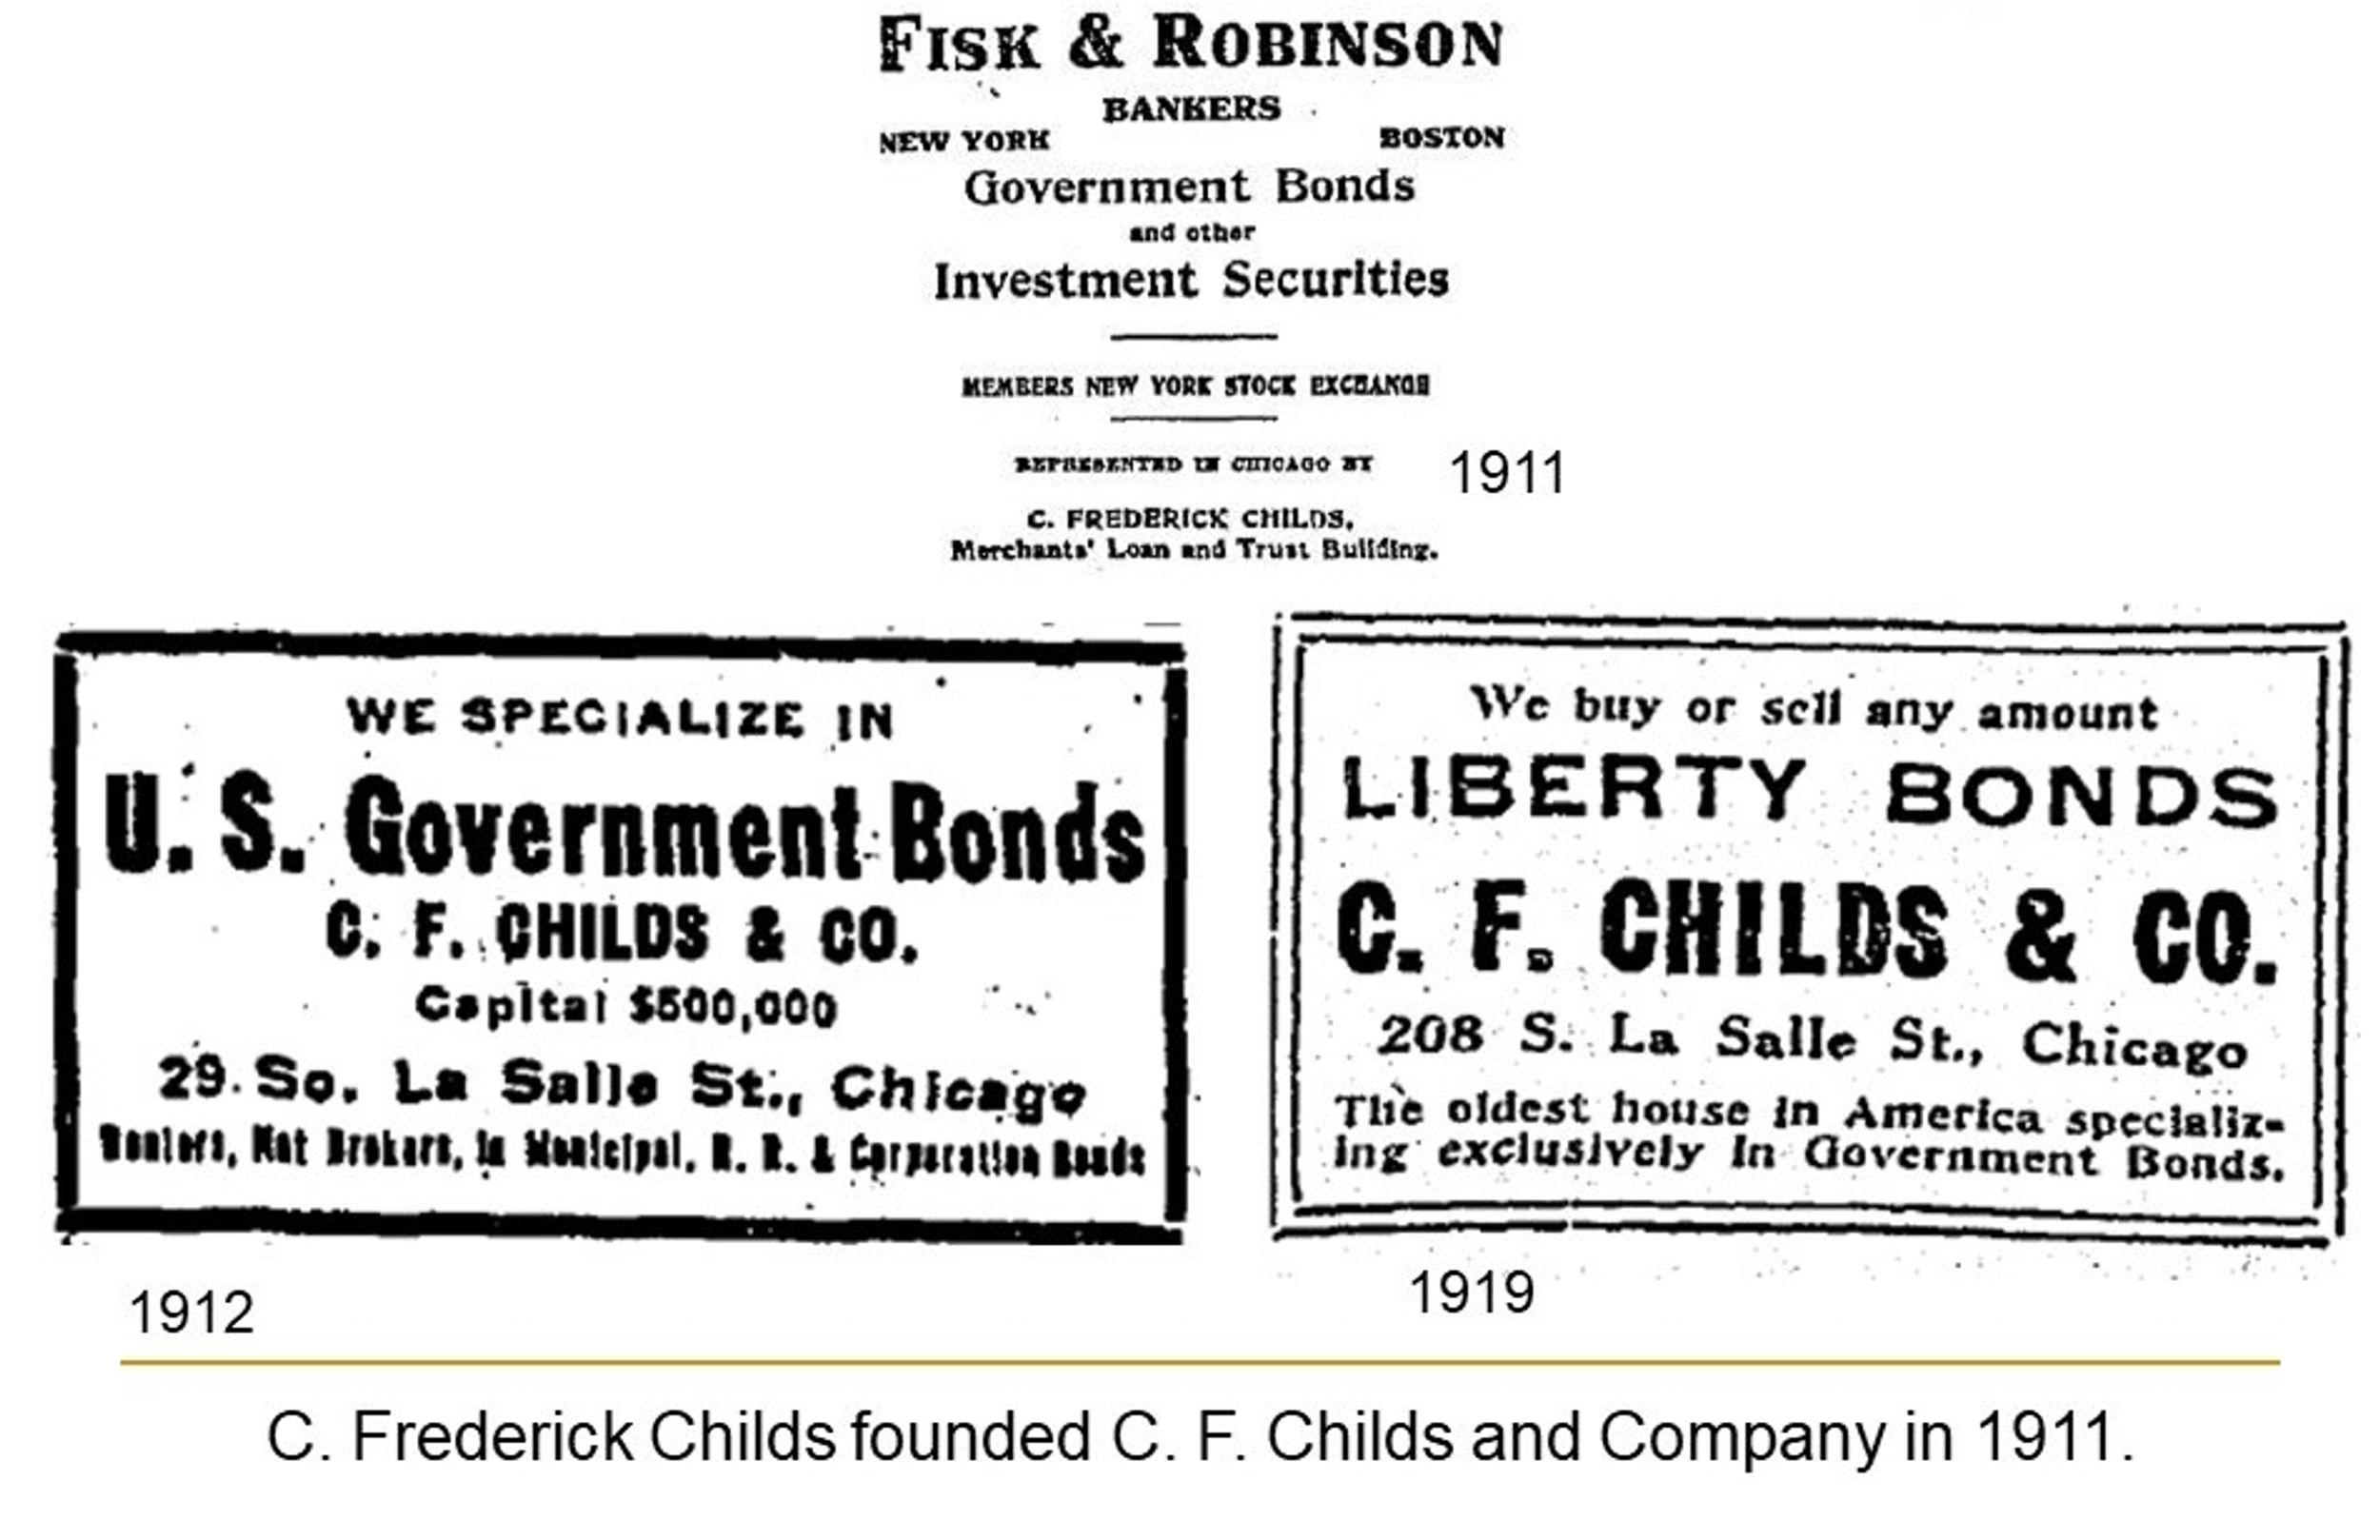 FISK & ROBINSON
BANKERS
NEW YORK BOSTON
Government Bonds
and other
Investment Securities
MEMBERS NEW YORK STOCK EXCHANGE
REPRESENTED IN CHICAGO BY
1911
C. FREDERICK CHILDS,
Merchants' Loan and Trust Building.
WE SPECIALIZE IN
U. S. Government Bonds
C. F. CHILDS & CO.
Capital $500,000
29 So. La Salle St., Chicago
Dealers, Not Brokers, in Municipal, R. R. & Corporation Bonds
1912
We buy or sell any amount
LIBERTY BONDS
C. F. CHILDS & CO.
208 S. La Salle St., Chicago
The oldest house in America specializ-
ing exclusively in Government Bonds.
1919
C. Frederick Childs founded C. F. Childs and Company in 1911.